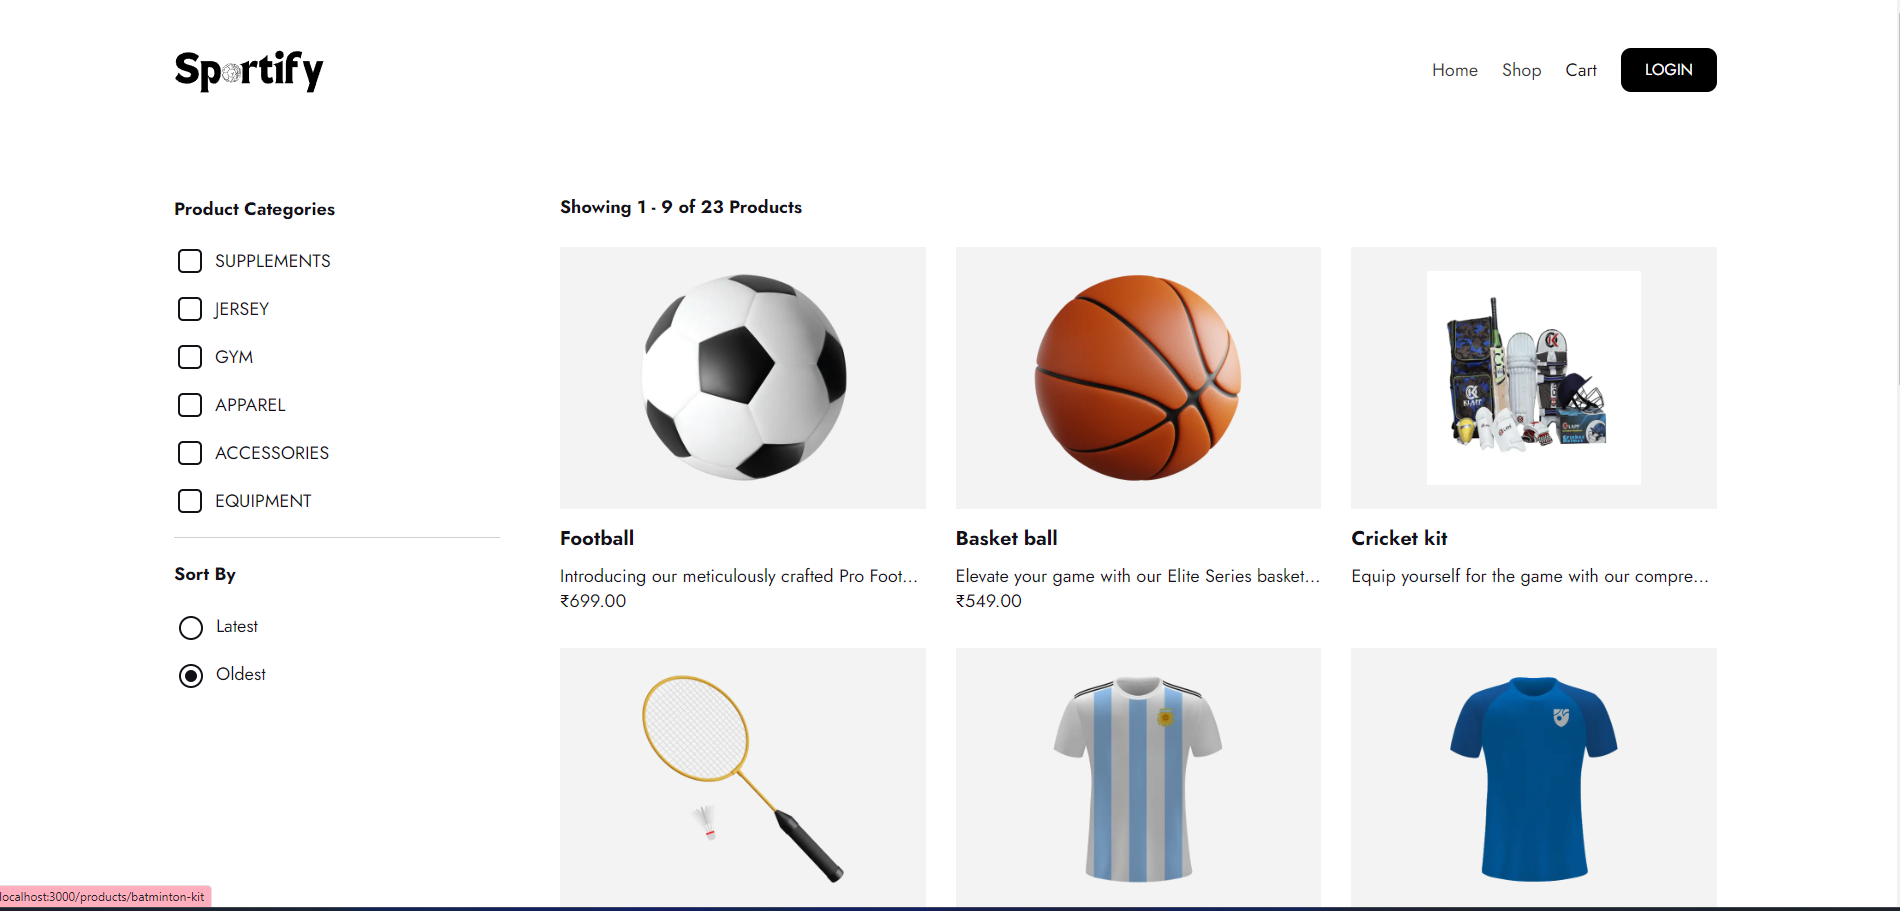 Sportify
Home Shop Cart LOGIN
Product Categories
SUPPLEMENTS
JERSEY
GYM
APPAREL
ACCESSORIES
EQUIPMENT
Sort By
Latest
Oldest
Showing 1 - 9 of 23 Products
Football
Introducing our meticulously crafted Pro Foot...
₹699.00
Basket ball
Elevate your game with our Elite Series basket...
₹549.00
Cricket kit
Equip yourself for the game with our compre...
localhost:3000/products/batminton-kit